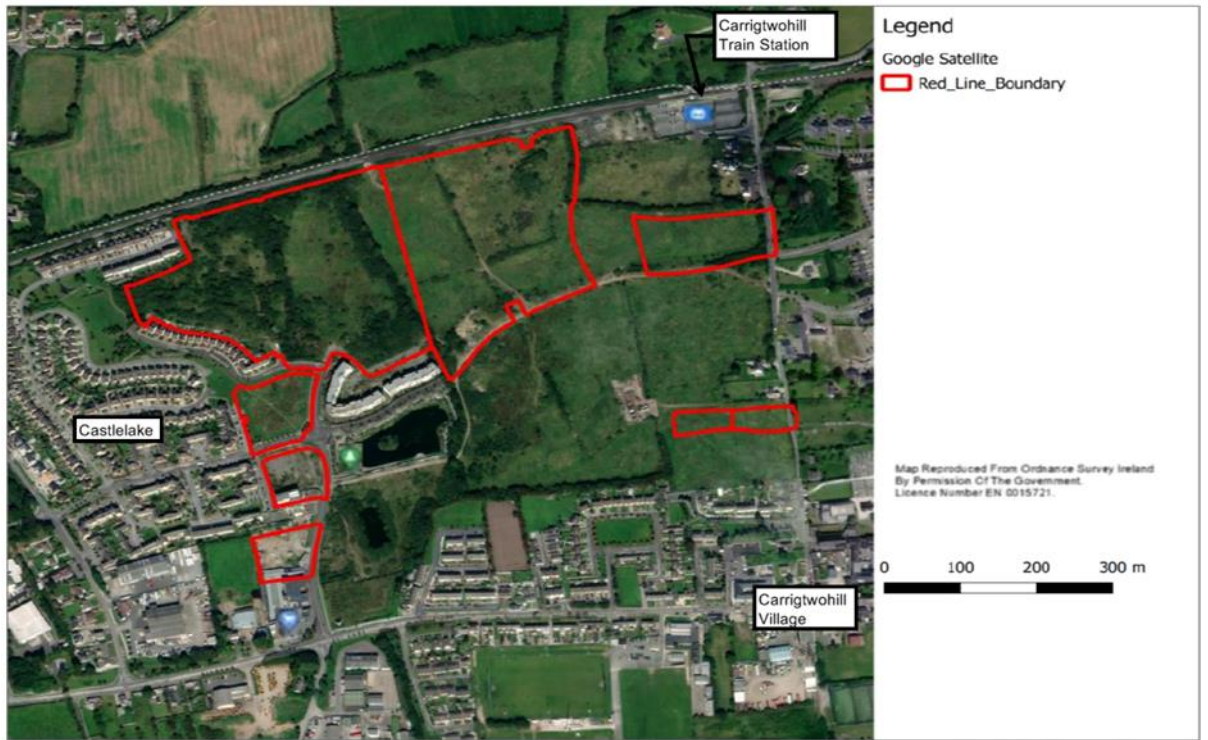 Carrigtwohill
Train Station
Castlelake
Carrigtwohill
Village
Legend
Google Satellite
Red_Line_Boundary
Map Reproduced From Ordnance Survey Ireland
By Permission Of The Government.
Licence Number EN 0015721.
0 100 200 300 m